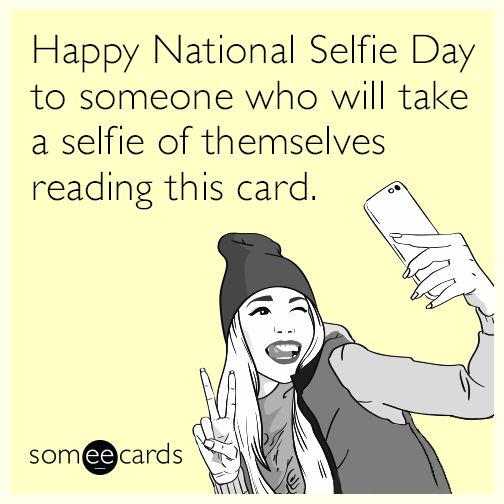 Happy National Selfie Day
to someone who will take
a selfie of themselves
reading this card.
someecards